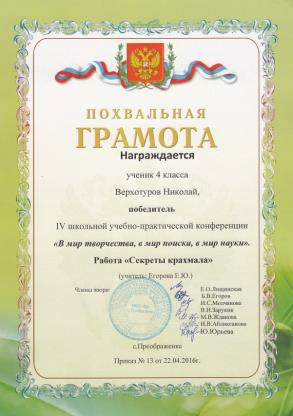 ПОХВАЛЬНАЯ
ГРАМОТА
Награждается
ученик 4 класса
Верхотуров Николай,
победитель
IV школьной учебно-практической конференции
«В мир творчества, в мир поиска, в мир науки».
Работа «Секреты крахмала»
(учитель: Егорова Е.Ю.)
Члены жюри:
Е.О.Лищинская
Б.В.Егоров
И.С.Молчанова
В.И.Зарукин
М.В.Жданова
И.В.Аблоксанова
Ю.Юрьева
с.Преображенка
Приказ № 13 от 22.04.2016г.